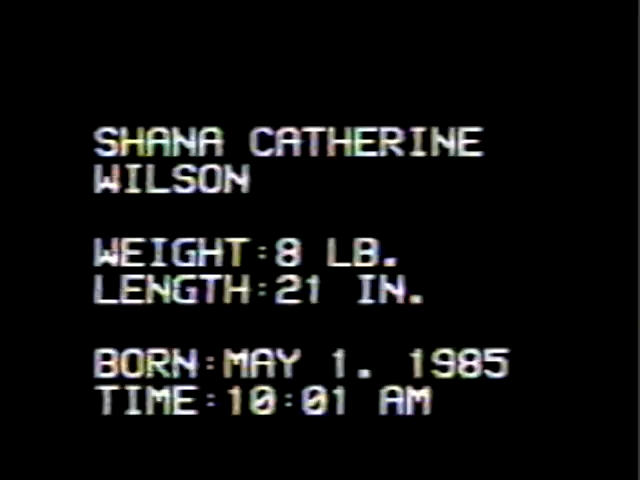 SHANA CATHERINE
WILSON
WEIGHT:8 LB.
LENGTH:21 IN.
BORN:MAY 1. 1985
TIME:10:01 AM